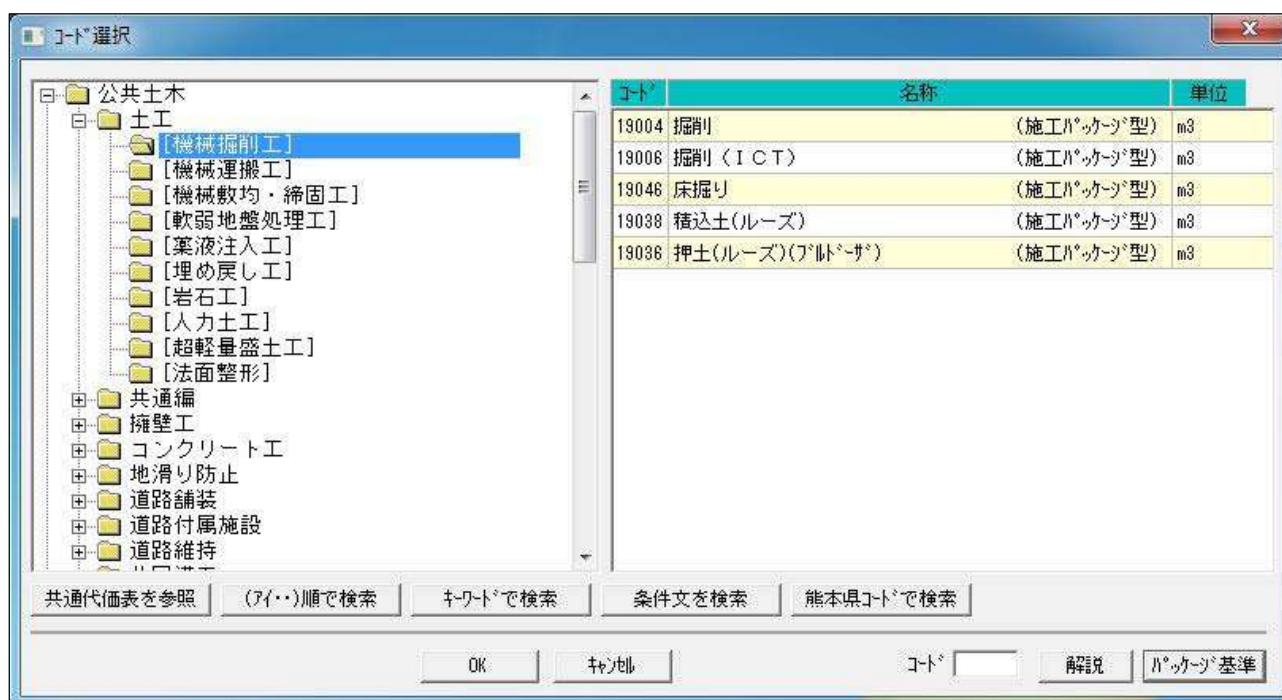 コード選択
公共土木
土工
[機械掘削工]
[機械運搬工]
[機械敷均・締固工]
[軟弱地盤処理工]
[薬液注入工]
[埋め戻し工]
[岩石工]
[人力土工]
[超軽量盛土工]
[法面整形]
共通編
擁壁工
コンクリート工
地滑り防止
道路舗装
道路付属施設
道路維持
コード 名称 単位
19004 掘削 (施工パッケージ型) m3
19006 掘削(ICT) (施工パッケージ型) m3
19046 床掘り (施工パッケージ型) m3
19038 積込土(ルーズ) (施工パッケージ型) m3
19036 押土(ルーズ)(ブルドーザ) (施工パッケージ型) m3
共通代価表を参照 (アイ・・)順で検索 キーワードで検索 条件文を検索 熊本県コードで検索
OK キャンセル コード 解説 パッケージ基準